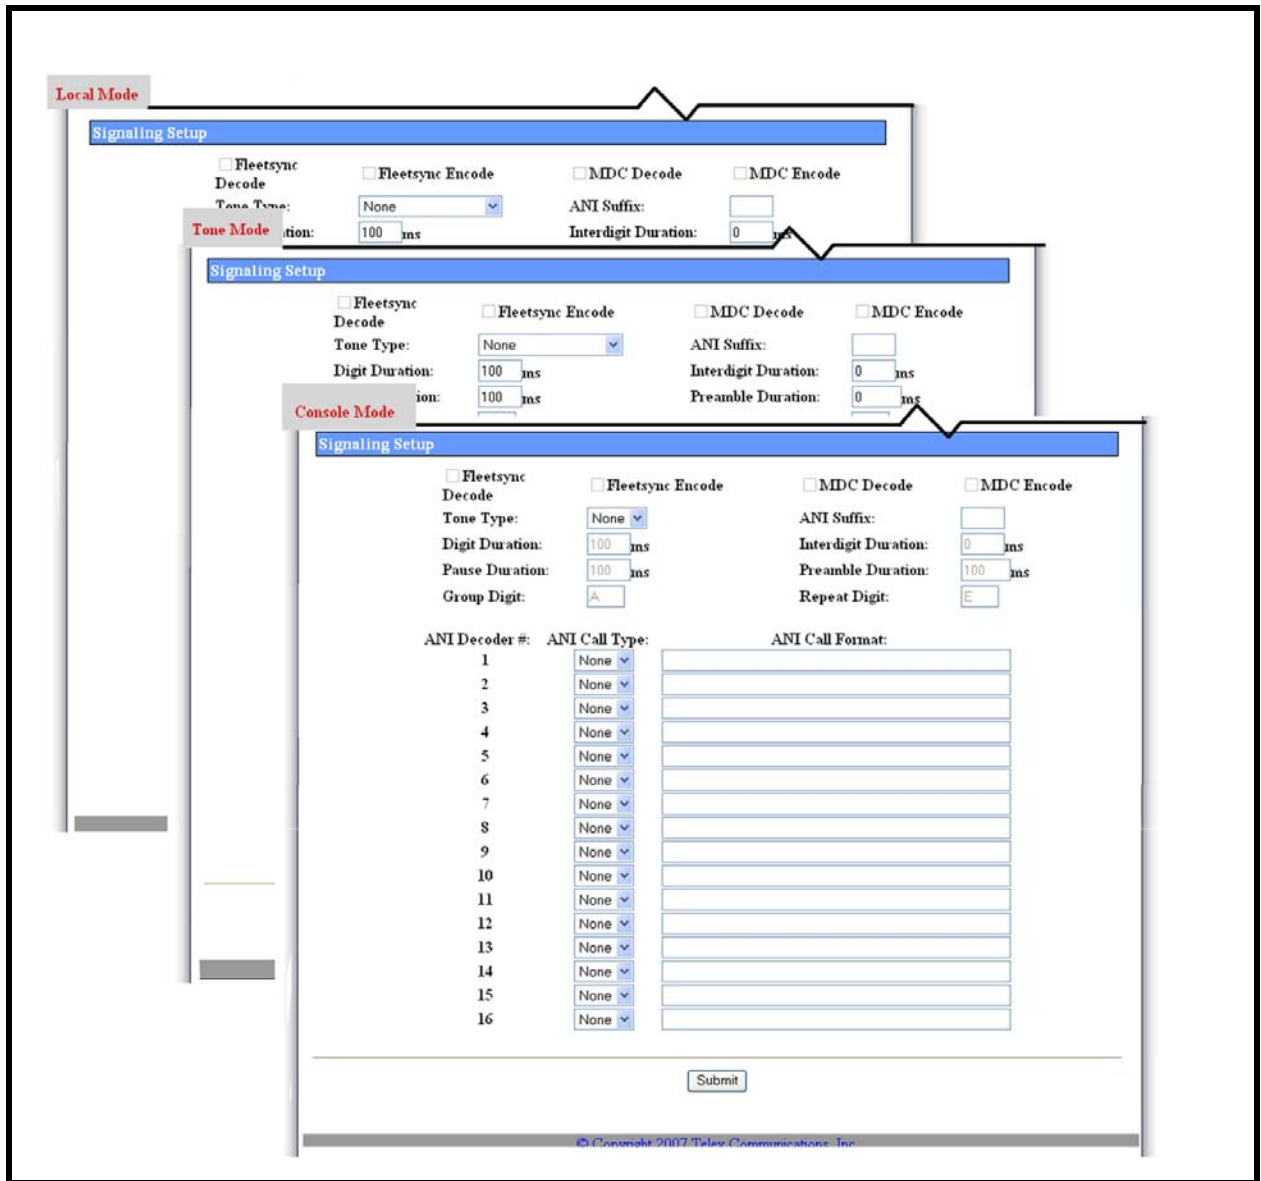 Local Mode
Signaling Setup
Fleetsync Decode Fleetsync Encode MDC Decode MDC Encode
Tone Type: None ANI Suffix:
ation: 100 ms Interdigit Duration: 0 ms
Tone Mode
Signaling Setup
Fleetsync Decode Fleetsync Encode MDC Decode MDC Encode
Tone Type: None ANI Suffix:
Digit Duration: 100 ms Interdigit Duration: 0 ms
ion: 100 ms Preamble Duration: 0 ms
Console Mode
Signaling Setup
Fleetsync Decode Fleetsync Encode MDC Decode MDC Encode
Tone Type: None ANI Suffix:
Digit Duration: 100 ms Interdigit Duration: 0 ms
Pause Duration: 100 ms Preamble Duration: 100 ms
Group Digit: A Repeat Digit: E
ANI Decoder #: ANI Call Type: ANI Call Format:
1 None
2 None
3 None
4 None
5 None
6 None
7 None
8 None
9 None
10 None
11 None
12 None
13 None
14 None
15 None
16 None
Submit
© Copyright 2007 Telex Communications, Inc.